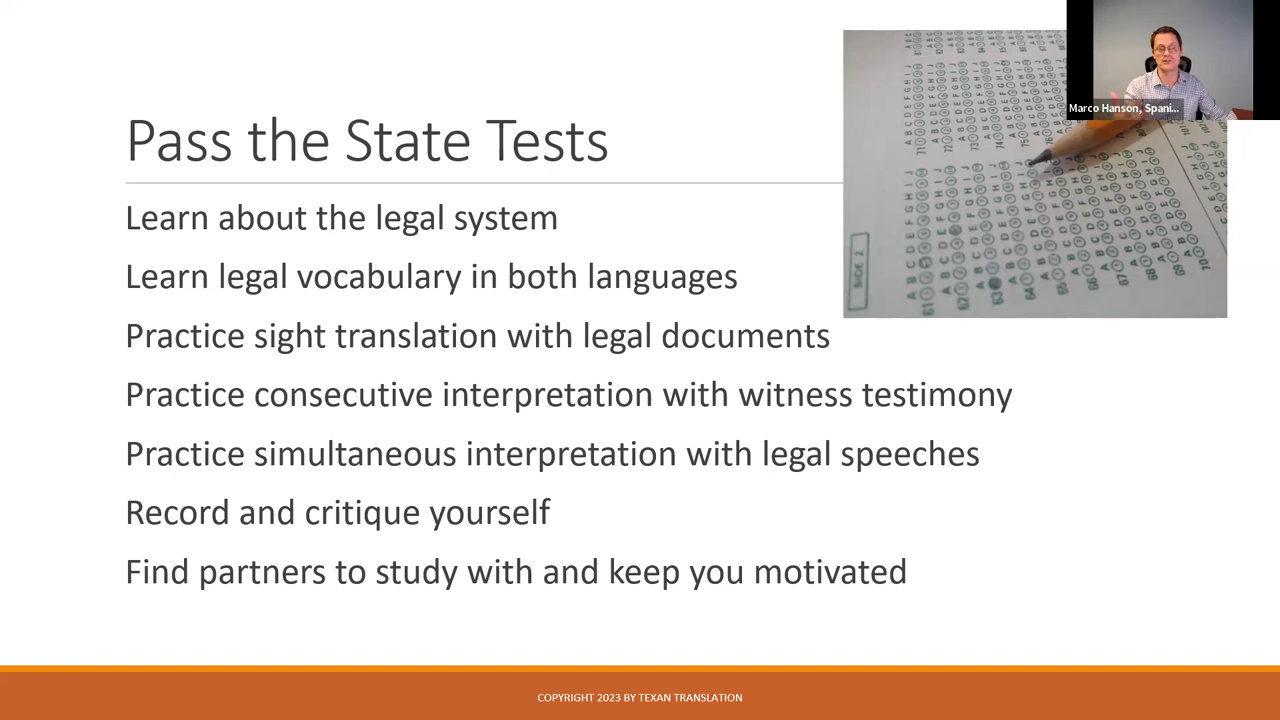 Pass the State Tests
Marco Hanson, Spani...
Learn about the legal system
Learn legal vocabulary in both languages
Practice sight translation with legal documents
Practice consecutive interpretation with witness testimony
Practice simultaneous interpretation with legal speeches
Record and critique yourself
Find partners to study with and keep you motivated
SIDE 2
COPYRIGHT 2023 BY TEXAN TRANSLATION